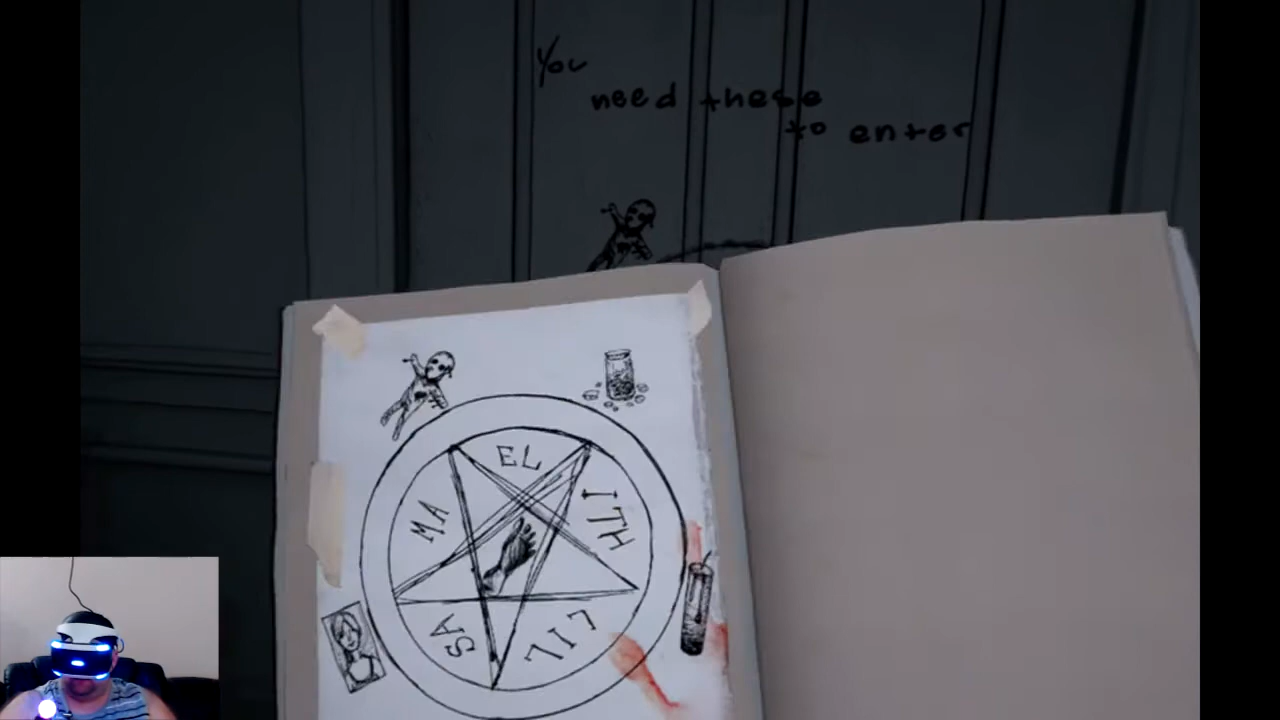 You
need these
to enter
EL
MA
ITH
SA
LIL